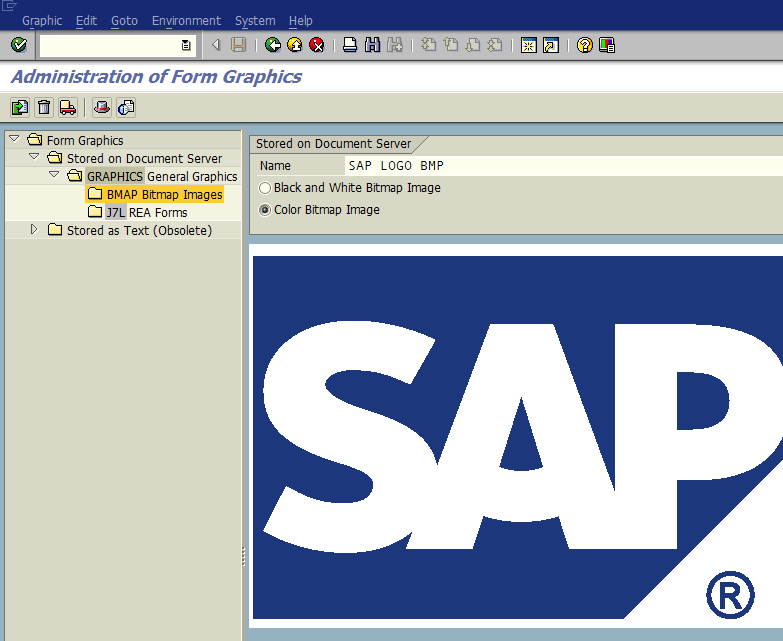 Graphic Edit Goto Environment System Help
Administration of Form Graphics
Form Graphics
Stored on Document Server
GRAPHICS General Graphics
BMAP Bitmap Images
J7L REA Forms
Stored as Text (Obsolete)
Stored on Document Server
Name SAP LOGO BMP
Black and White Bitmap Image
Color Bitmap Image
SAP
®